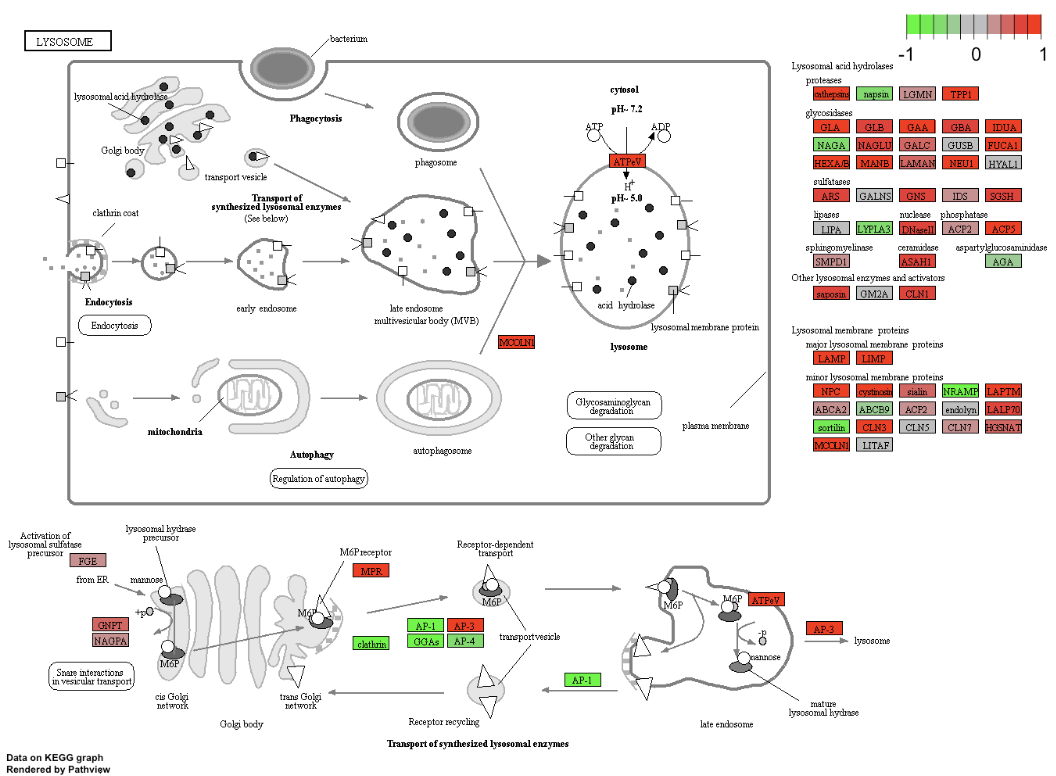 LYSOSOME
-1 0 1
bacterium
lysosomal acid hydrolase
Phagocytosis
Golgi body
transport vesicle
phagosome
cytosol
pH~ 7.2
ATP
ADP
ATPeV
H+
pH~ 5.0
Transport of
synthesized lysosomal enzymes
(See below)
clathrin coat
Endocytosis
Endocytosis
early endosome
late endosome
multivesicular body (MVB)
acid hydrolase
lysosomal membrane protein
lysosome
MCOLN1
mitochondria
Autophagy
Regulation of autophagy
autophagosome
Glycosaminoglycan
degradation
Other glycan
degradation
plasma membrane
Lysosomal acid hydrolases
proteases
cathepsins napsin LGMN TPP1
glycosidases
GLA GLB GAA GBA IDUA
NAGA NAGLU GALC GUSB FUCA1
HEXA/B MANB LAMAN NEU1 HYAL1
sulfatases
ARS GALNS GNS IDS SGSH
lipases nuclease phosphatase
LIPA LYPLA3 DNaseII ACP2 ACP5
sphingomyelinase ceramidase aspartylglucosaminidase
SMPD1 ASAH1 AGA
Other lysosomal enzymes and activators
saposin GM2A CLN1
Lysosomal membrane proteins
major lysosomal membrane proteins
LAMP LIMP
minor lysosomal membrane proteins
NPC cystinosin sialin NRAMP LAPTM
ABCA2 ABCB9 ACP2 endolyn LALP70
sortilin CLN3 CLN5 CLN7 HGSNAT
MCOLN1 LITAF
Activation of
lysosomal sulfatase
precursor
FGE
lysosomal hydrase
precursor
from ER
mannose
+p
GNPT
NAGPA
M6P
Snare interactions
in vesicular transport
cis Golgi
network
Golgi body
trans Golgi
network
M6P receptor
MPR
M6P
clathrin
AP-1 AP-3
GGAs AP-4
Receptor-dependent
transport
M6P
transport vesicle
Receptor recycling
AP-1
M6P
M6P
ATPeV
-p
mannose
AP-3
lysosome
mature
lysosomal hydrase
late endosome
Transport of synthesized lysosomal enzymes
Data on KEGG graph
Rendered by Pathview